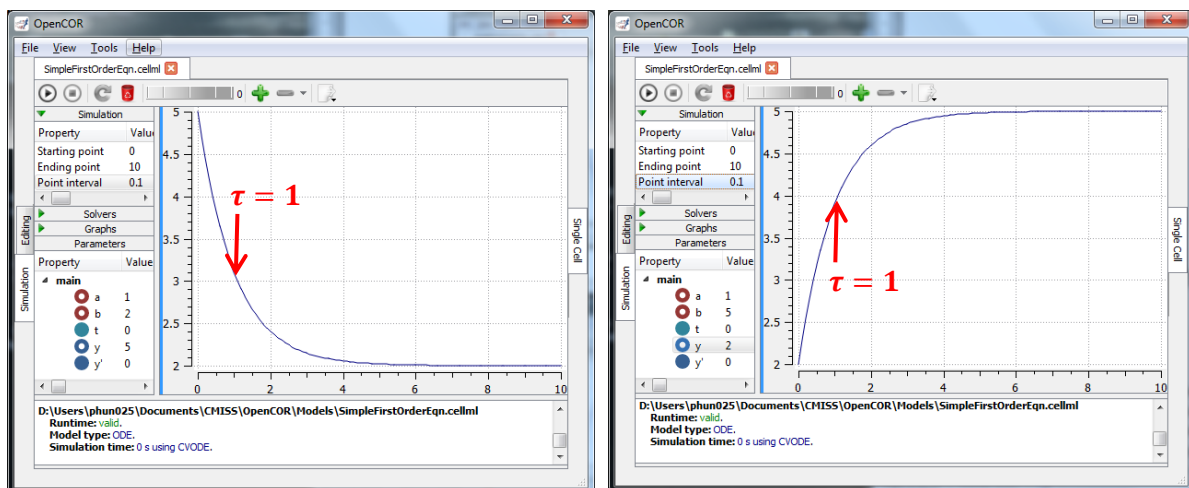 OpenCOR
File View Tools Help
SimpleFirstOrderEqn.cellml
0
Simulation
Property Valu
Starting point 0
Ending point 10
Point interval 0.1
Solvers
Graphs
Parameters
Property Value
main
a 1
b 2
t 0
y 5
y' 0
Editing
Simulation
5
4.5
4
3.5
3
2.5
2
0 2 4 6 8 10
τ = 1
Single Cell
D:\Users\phun025\Documents\CMISS\OpenCOR\Models\SimpleFirstOrderEqn.cellml
Runtime: valid.
Model type: ODE.
Simulation time: 0 s using CVODE.
OpenCOR
File View Tools Help
SimpleFirstOrderEqn.cellml
0
Simulation
Property Value
Starting point 0
Ending point 10
Point interval 0.1
Solvers
Graphs
Parameters
Property Value
main
a 1
b 5
t 0
y 2
y' 0
Editing
Simulation
5
4.5
4
3.5
3
2.5
2
0 2 4 6 8 10
τ = 1
Single Cell
D:\Users\phun025\Documents\CMISS\OpenCOR\Models\SimpleFirstOrderEqn.cellml
Runtime: valid.
Model type: ODE.
Simulation time: 0 s using CVODE.